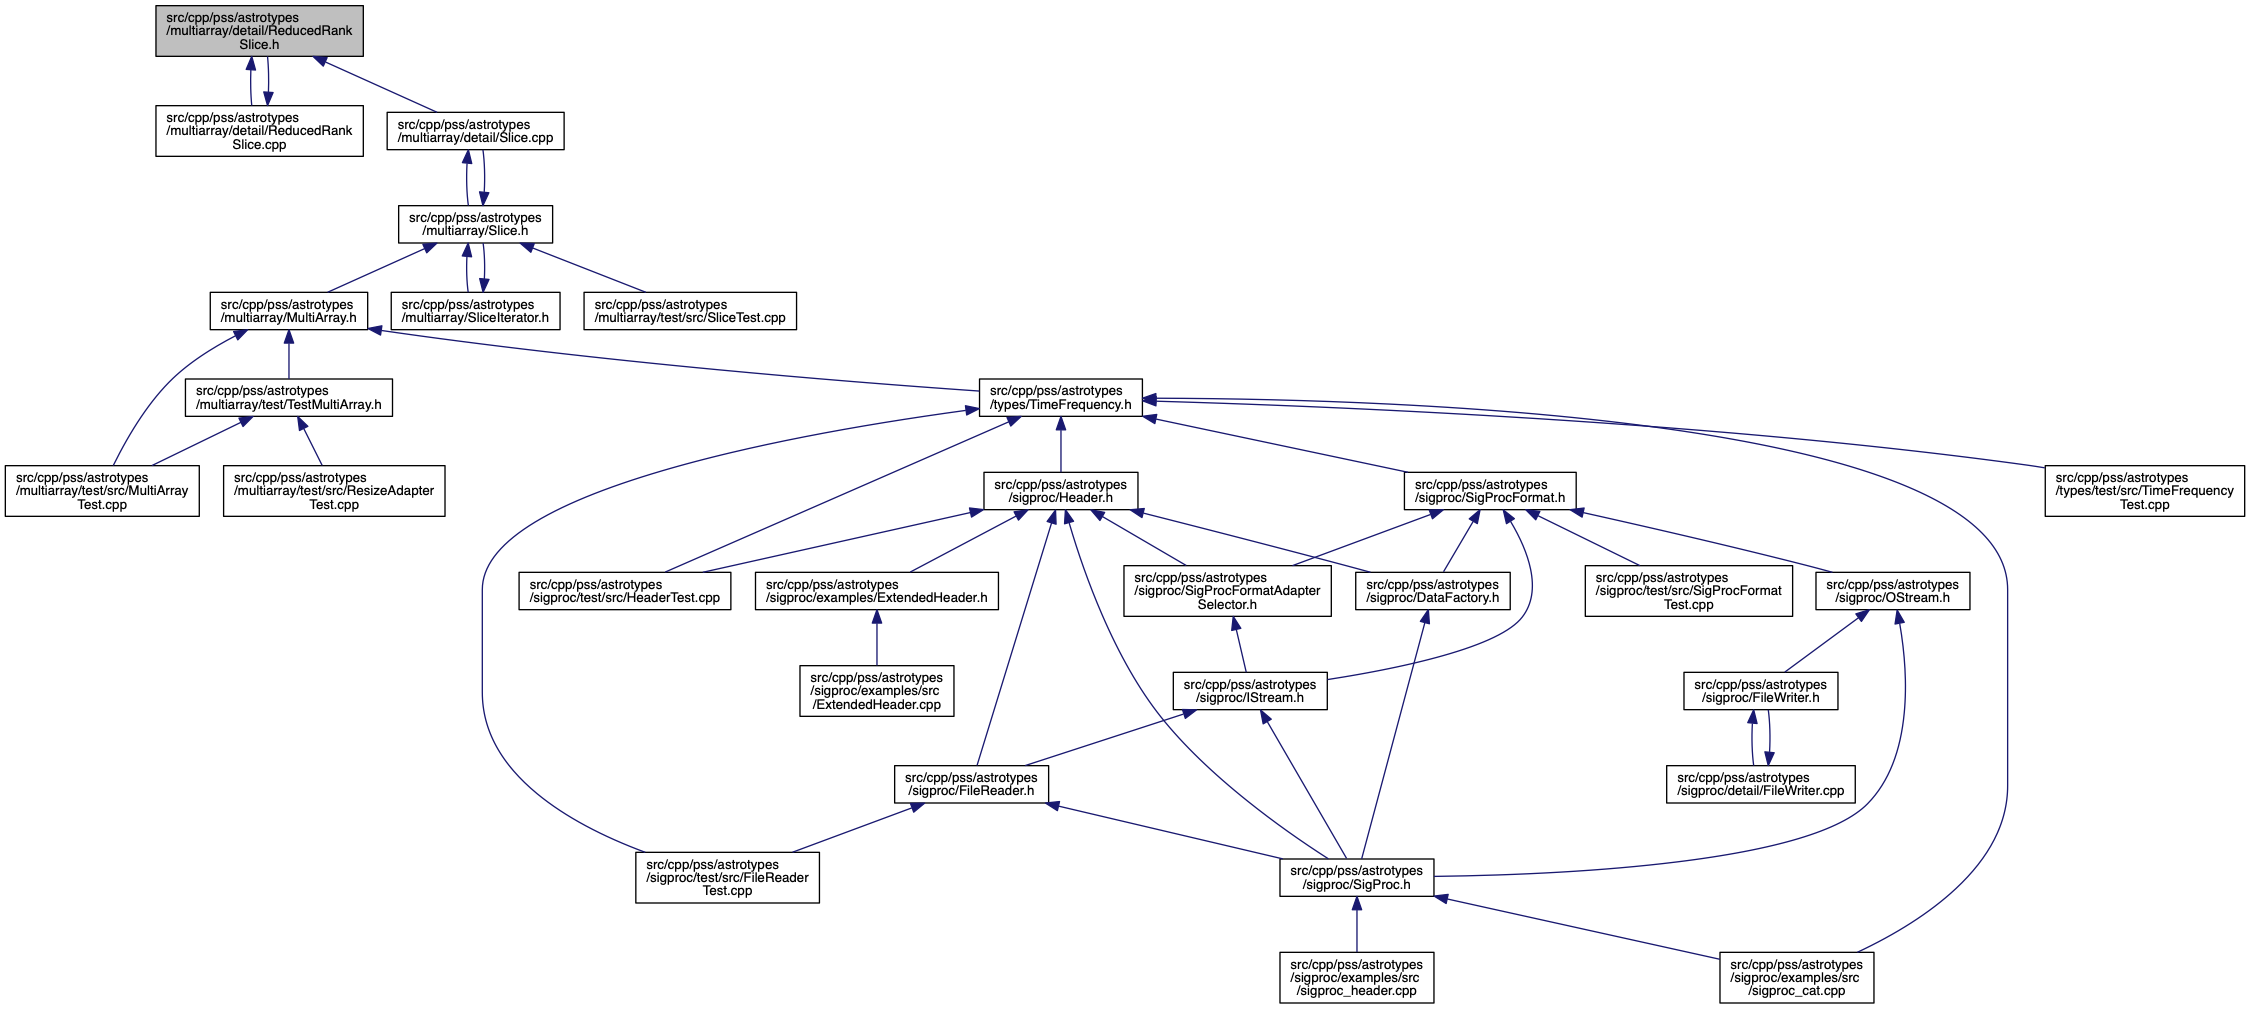 src/cpp/pss/astrotypes
/multiarray/detail/ReducedRank
Slice.h
src/cpp/pss/astrotypes
/multiarray/detail/ReducedRank
Slice.cpp
src/cpp/pss/astrotypes
/multiarray/detail/Slice.cpp
src/cpp/pss/astrotypes
/multiarray/Slice.h
src/cpp/pss/astrotypes
/multiarray/MultiArray.h
src/cpp/pss/astrotypes
/multiarray/SliceIterator.h
src/cpp/pss/astrotypes
/multiarray/test/src/SliceTest.cpp
src/cpp/pss/astrotypes
/multiarray/test/TestMultiArray.h
src/cpp/pss/astrotypes
/types/TimeFrequency.h
src/cpp/pss/astrotypes
/multiarray/test/src/MultiArray
Test.cpp
src/cpp/pss/astrotypes
/multiarray/test/src/ResizeAdapter
Test.cpp
src/cpp/pss/astrotypes
/sigproc/Header.h
src/cpp/pss/astrotypes
/sigproc/SigProcFormat.h
src/cpp/pss/astrotypes
/types/test/src/TimeFrequency
Test.cpp
src/cpp/pss/astrotypes
/sigproc/test/src/HeaderTest.cpp
src/cpp/pss/astrotypes
/sigproc/examples/ExtendedHeader.h
src/cpp/pss/astrotypes
/sigproc/SigProcFormatAdapter
Selector.h
src/cpp/pss/astrotypes
/sigproc/DataFactory.h
src/cpp/pss/astrotypes
/sigproc/test/src/SigProcFormat
Test.cpp
src/cpp/pss/astrotypes
/sigproc/OStream.h
src/cpp/pss/astrotypes
/sigproc/examples/src
/ExtendedHeader.cpp
src/cpp/pss/astrotypes
/sigproc/IStream.h
src/cpp/pss/astrotypes
/sigproc/FileWriter.h
src/cpp/pss/astrotypes
/sigproc/FileReader.h
src/cpp/pss/astrotypes
/sigproc/detail/FileWriter.cpp
src/cpp/pss/astrotypes
/sigproc/test/src/FileReader
Test.cpp
src/cpp/pss/astrotypes
/sigproc/SigProc.h
src/cpp/pss/astrotypes
/sigproc/examples/src
/sigproc_header.cpp
src/cpp/pss/astrotypes
/sigproc/examples/src
/sigproc_cat.cpp